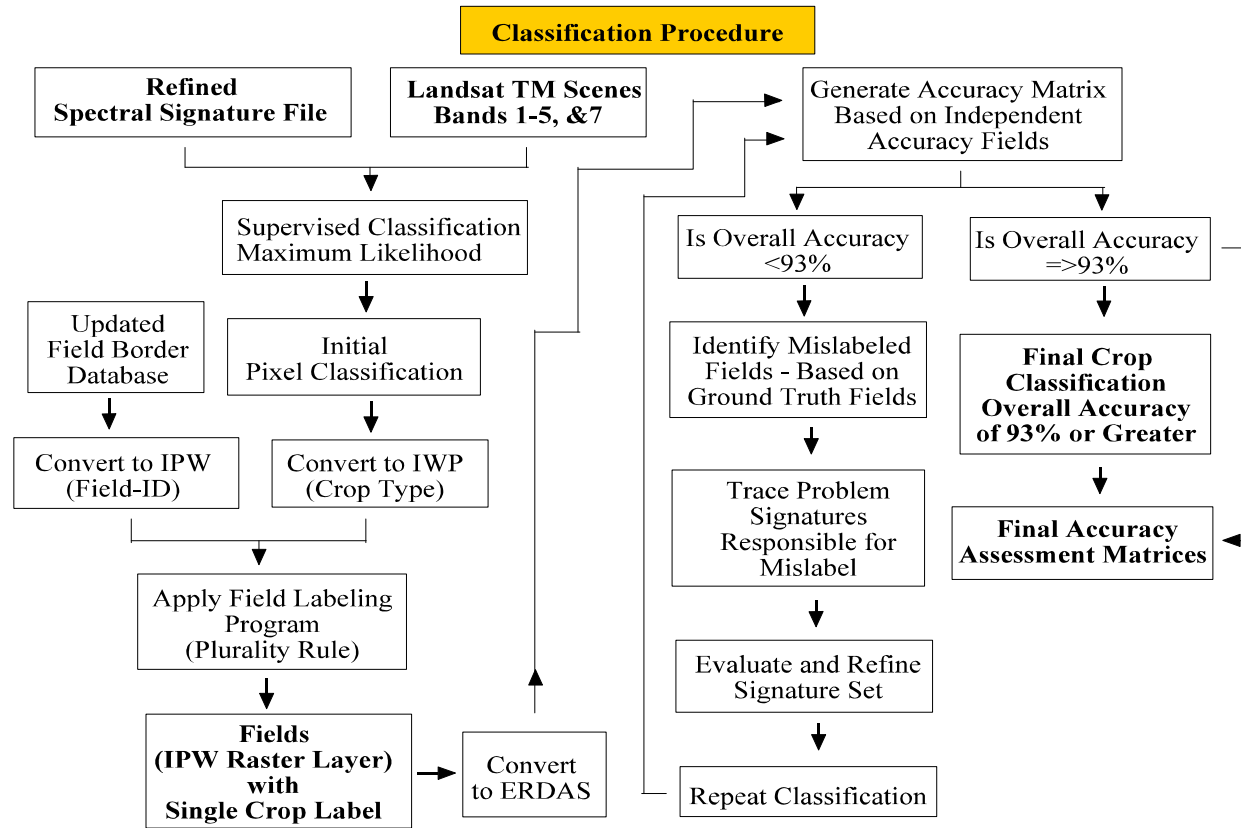 Classification Procedure
Refined
Spectral Signature File
Landsat TM Scenes
Bands 1-5, &7
Supervised Classification
Maximum Likelihood
Updated
Field Border
Database
Initial
Pixel Classification
Convert to IPW
(Field-ID)
Convert to IWP
(Crop Type)
Apply Field Labeling
Program
(Plurality Rule)
Fields
(IPW Raster Layer)
with
Single Crop Label
Convert
to ERDAS
Generate Accuracy Matrix
Based on Independent
Accuracy Fields
Is Overall Accuracy
<93%
Is Overall Accuracy
=>93%
Identify Mislabeled
Fields - Based on
Ground Truth Fields
Final Crop
Classification
Overall Accuracy
of 93% or Greater
Trace Problem
Signatures
Responsible for
Mislabel
Final Accuracy
Assessment Matrices
Evaluate and Refine
Signature Set
Repeat Classification